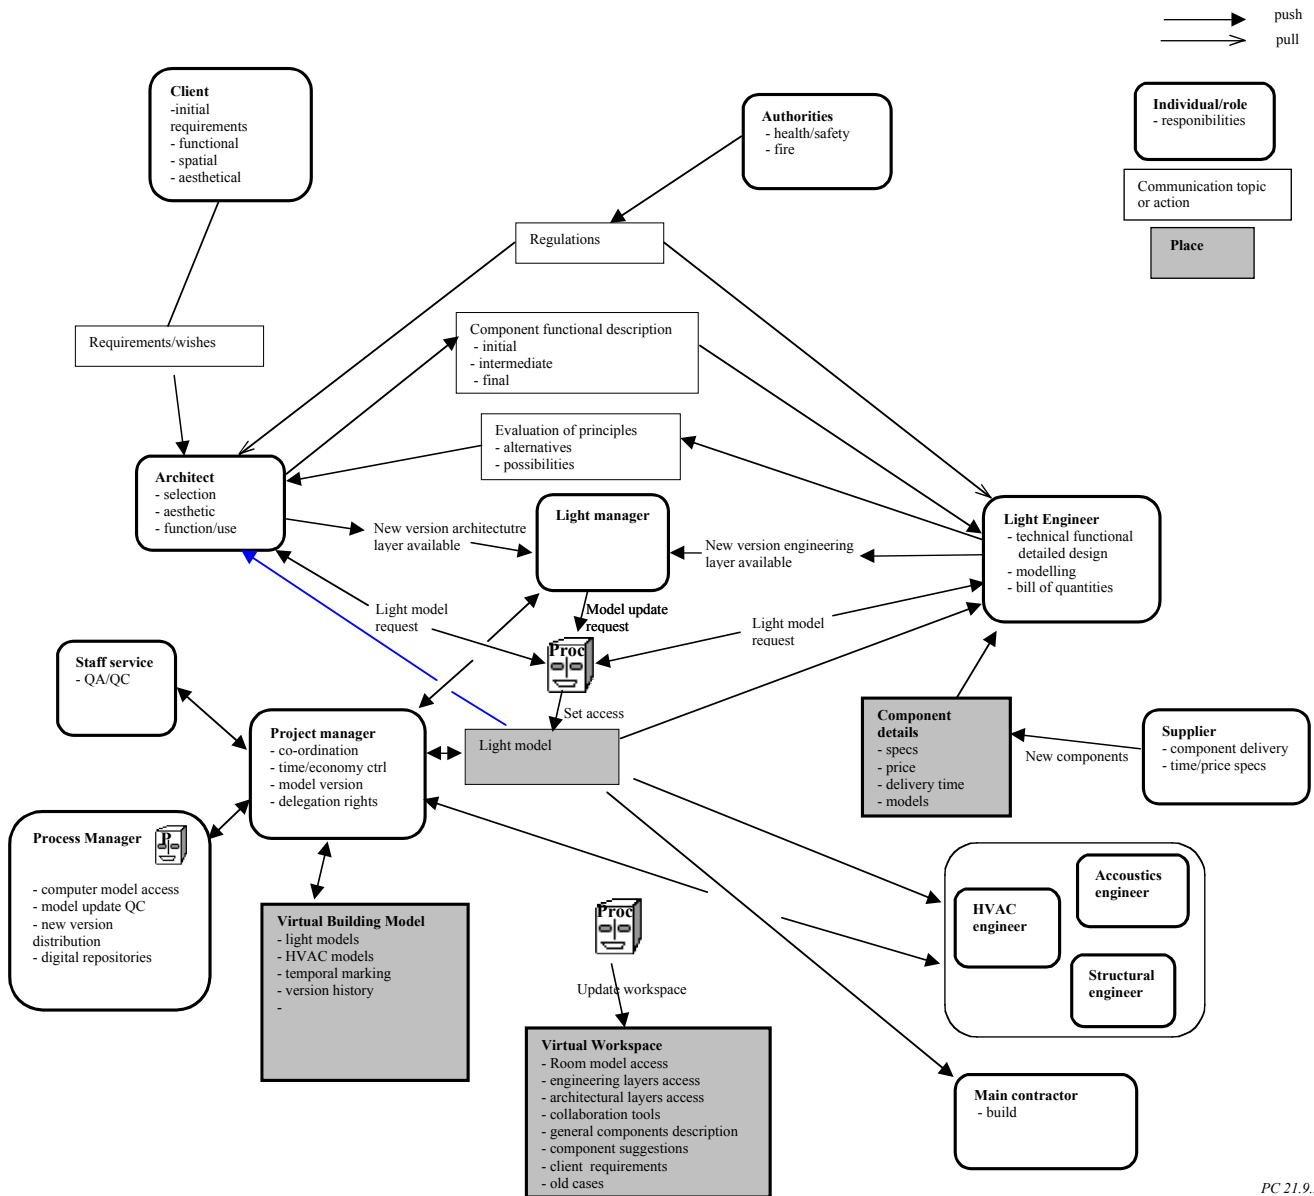 push
pull
Client
-initial
requirements
- functional
- spatial
- aesthetical
Authorities
- health/safety
- fire
Individual/role
- responibilities
Communication topic
or action
Place
Regulations
Requirements/wishes
Component functional description
- initial
- intermediate
- final
Evaluation of principles
- alternatives
- possibilities
Architect
- selection
- aesthetic
- function/use
Light manager
Light Engineer
- technical functional
detailed design
- modelling
- bill of quantities
New version architectutre
layer available
New version engineering
layer available
Light model
request
Model update
request
Light model
request
Proc
Staff service
- QA/QC
Set access
Project manager
- co-ordination
- time/economy ctrl
- model version
- delegation rights
Light model
Component
details
- specs
- price
- delivery time
- models
New components
Supplier
- component delivery
- time/price specs
Process Manager
P
- computer model access
- model update QC
- new version
distribution
- digital repositories
Virtual Building Model
- light models
- HVAC models
- temporal marking
- version history
-
Proc
Update workspace
HVAC
engineer
Accoustics
engineer
Structural
engineer
Virtual Workspace
- Room model access
- engineering layers access
- architectural layers access
- collaboration tools
- general components description
- component suggestions
- client requirements
- old cases
Main contractor
- build
PC 21.9.